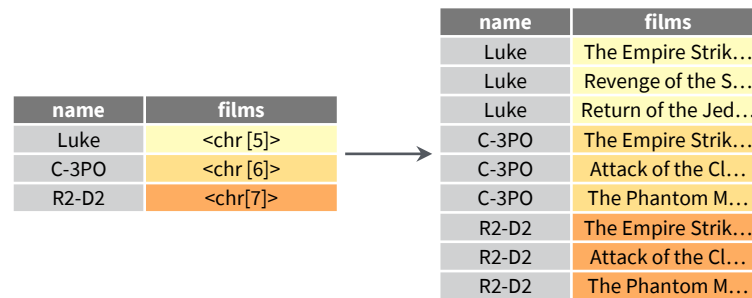 name films
Luke <chr [5]>
C-3PO <chr [6]>
R2-D2 <chr[7]>
name films
Luke The Empire Strik…
Luke Revenge of the S…
Luke Return of the Jed…
C-3PO The Empire Strik…
C-3PO Attack of the Cl…
C-3PO The Phantom M…
R2-D2 The Empire Strik…
R2-D2 Attack of the Cl…
R2-D2 The Phantom M…